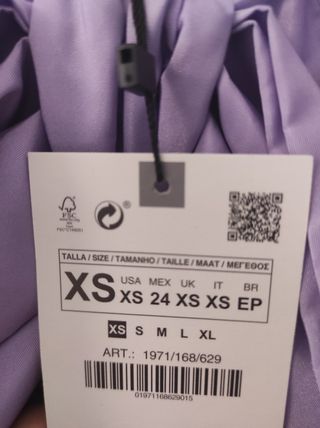 FSC
TALLA / SIZE / TAMANHO / TAILLE / MAAT / ΜΕΓΕΘΟΣ
USA MEX UK IT BR
XS XS 24 XS XS EP
XS S M L XL
ART.: 1971/168/629
01971168629015